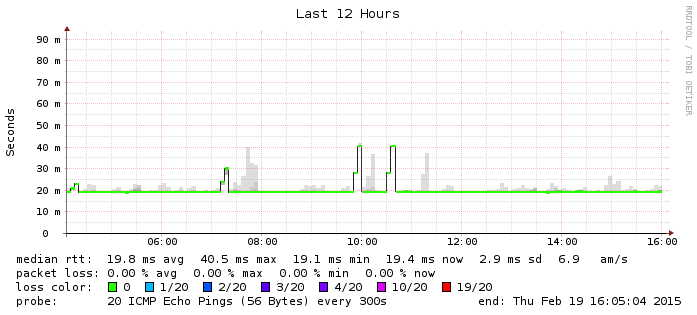 Last 12 Hours
RRDTOOL / TOBI OETIKER
Seconds
90 m
80 m
70 m
60 m
50 m
40 m
30 m
20 m
10 m
0
06:00 08:00 10:00 12:00 14:00 16:00
median rtt: 19.8 ms avg 40.5 ms max 19.1 ms min 19.4 ms now 2.9 ms sd 6.9 am/s
packet loss: 0.00 % avg 0.00 % max 0.00 % min 0.00 % now
loss color: 0 1/20 2/20 3/20 4/20 10/20 19/20
probe: 20 ICMP Echo Pings (56 Bytes) every 300s end: Thu Feb 19 16:05:04 2015